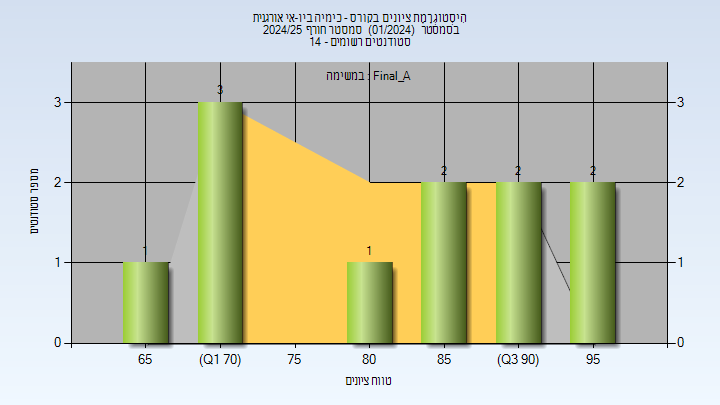 היסטוגרמת ציונים בקורס - כימיה ביו-אי אורגנית
בסמסטר (01/2024) סמסטר חורף 2024/25
סטודנטים רשומים - 14
במשימה : Final_A
3
1
1
2
2
2
3
2
1
0
3
2
1
0
מספר סטודנטים
65
(Q1 70)
75
80
85
(Q3 90)
95
טווח ציונים